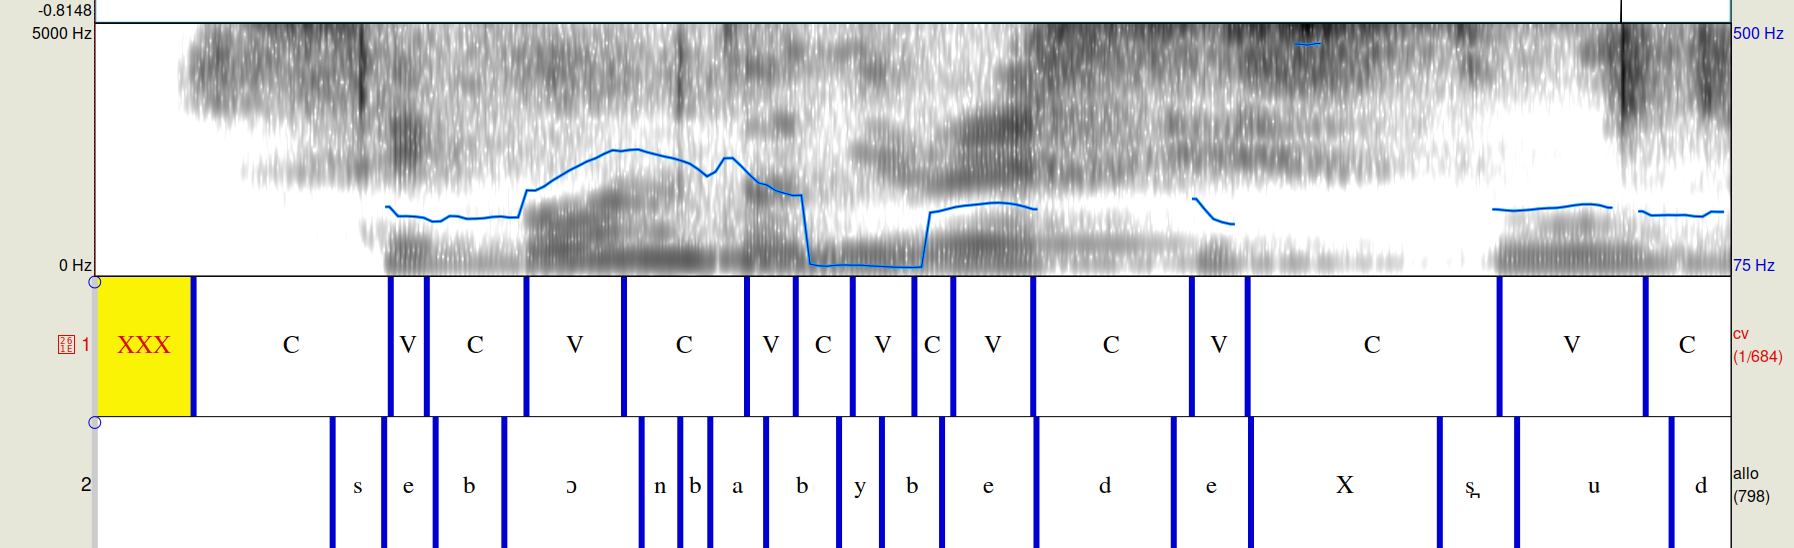 -0.8148
5000 Hz
500 Hz
0 Hz
75 Hz
1
XXX C V C V C V C V C V C V C V C
cv
(1/684)
2
s e b ɔ n b a b y b e d e X s̪ u d
allo
(798)